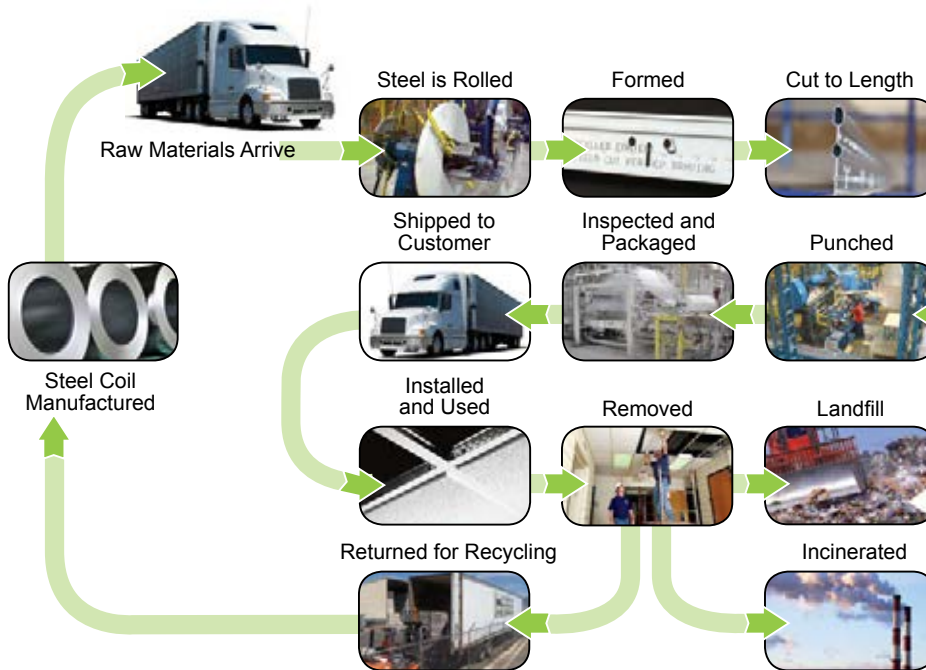 Steel is Rolled
Formed
Cut to Length
Raw Materials Arrive
Shipped to
Customer
Inspected and
Packaged
Punched
Steel Coil
Manufactured
Installed
and Used
Removed
Landfill
Returned for Recycling
Incinerated